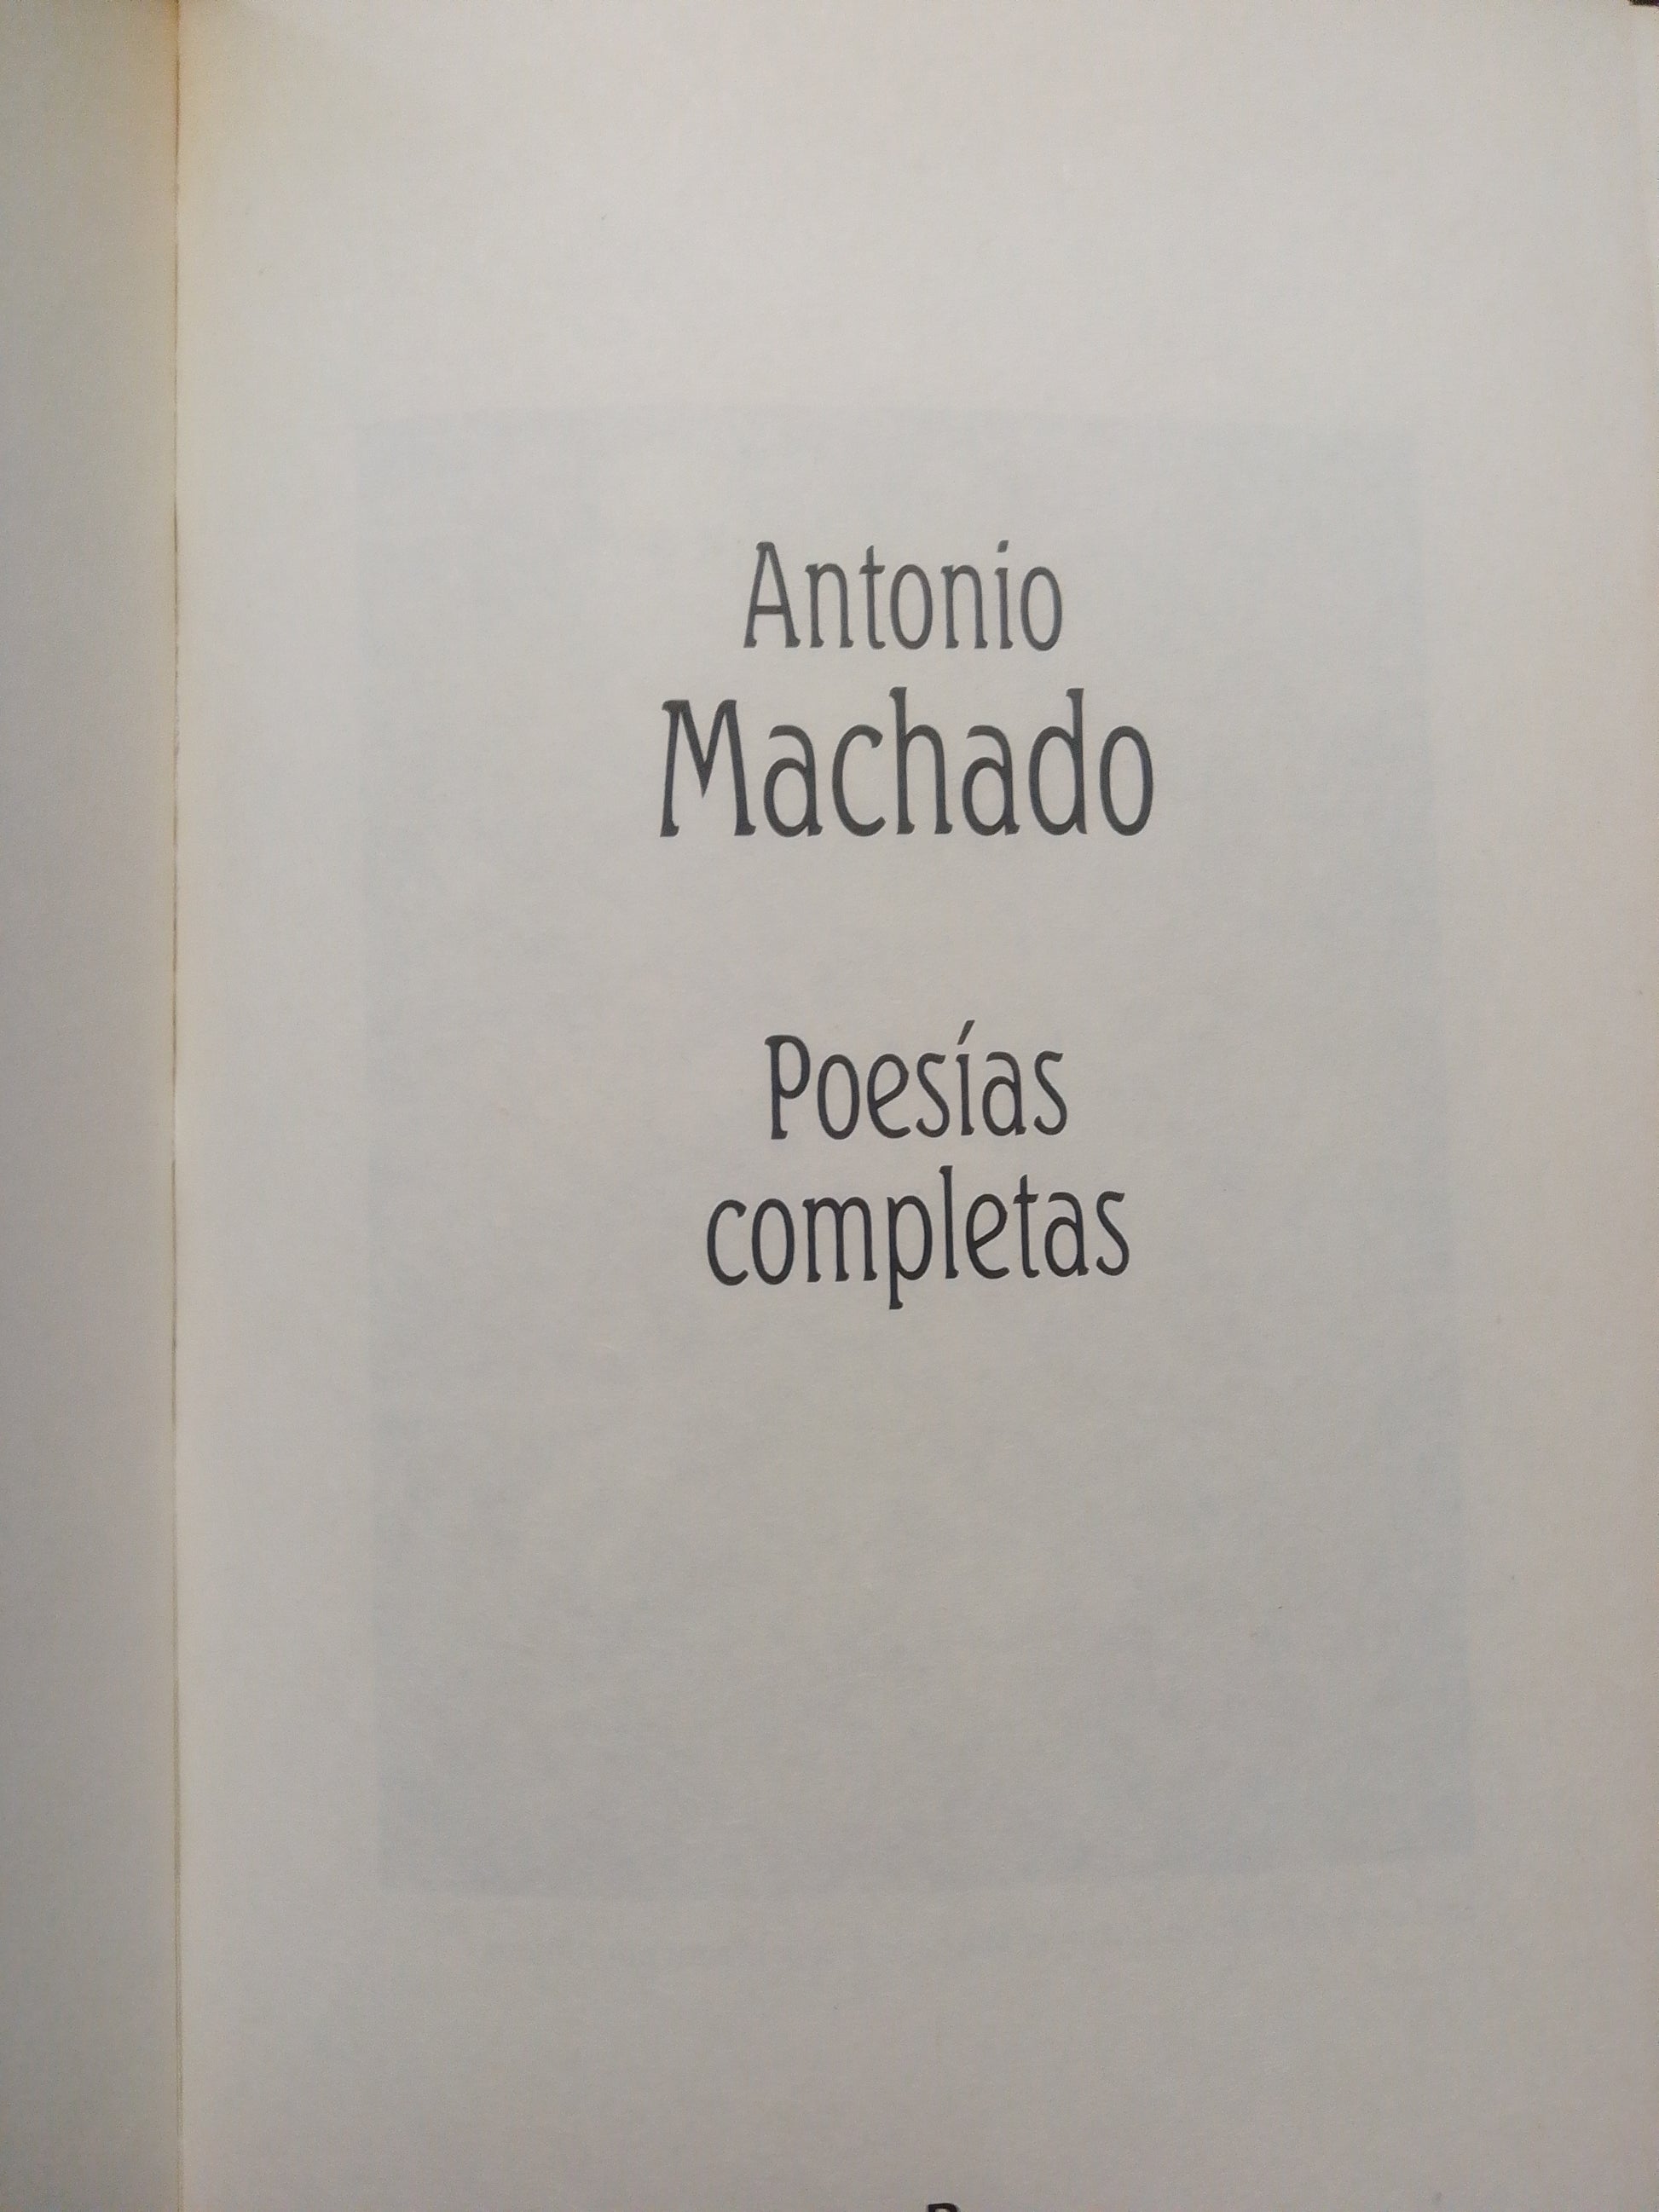 Antonio
Machado
Poesías
completas